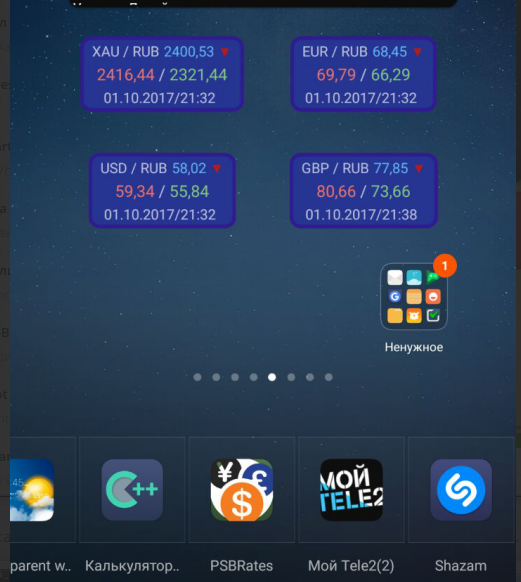 XAU / RUB 2400,53 ▼
2416,44 / 2321,44
01.10.2017/21:32
EUR / RUB 68,45 ▼
69,79 / 66,29
01.10.2017/21:32
USD / RUB 58,02 ▼
59,34 / 55,84
01.10.2017/21:32
GBP / RUB 77,85 ▼
80,66 / 73,66
01.10.2017/21:38
1
G
Ненужное
C++
¥ £ $
МОЙ
TELE2
parent w..
Калькулятор..
PSBRates
Мой Tele2(2)
Shazam